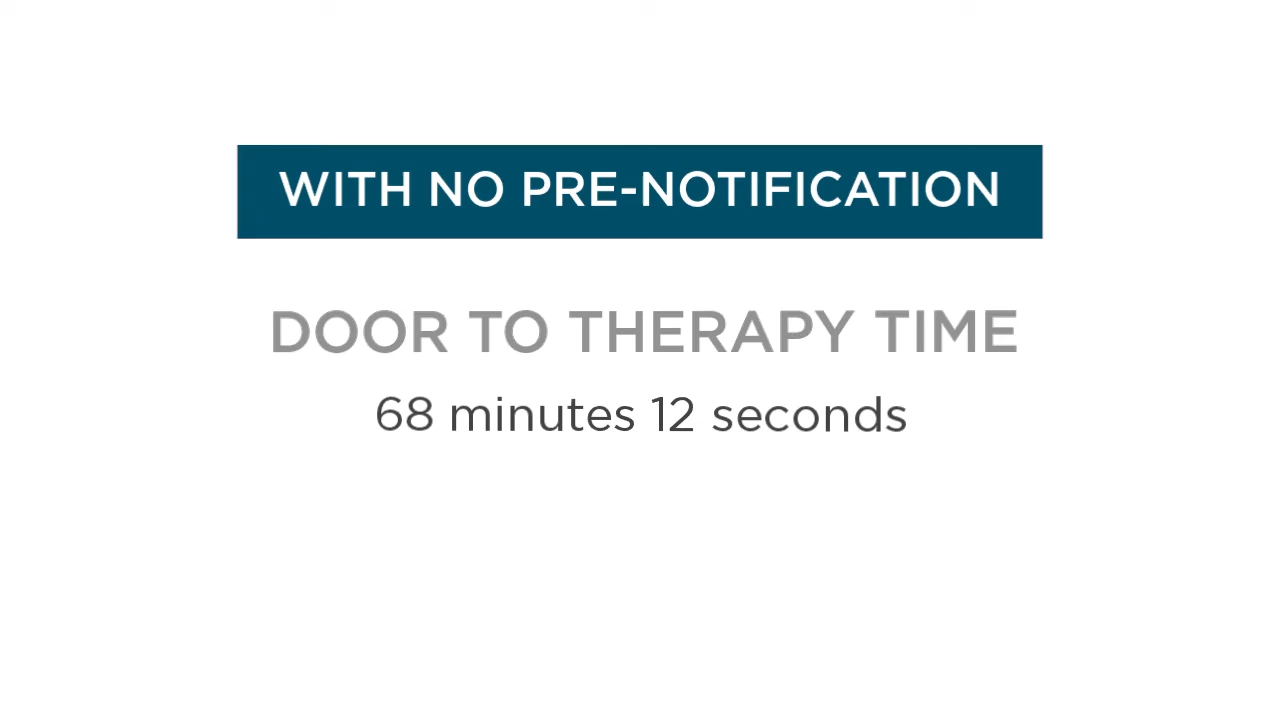 WITH NO PRE-NOTIFICATION
DOOR TO THERAPY TIME
68 minutes 12 seconds